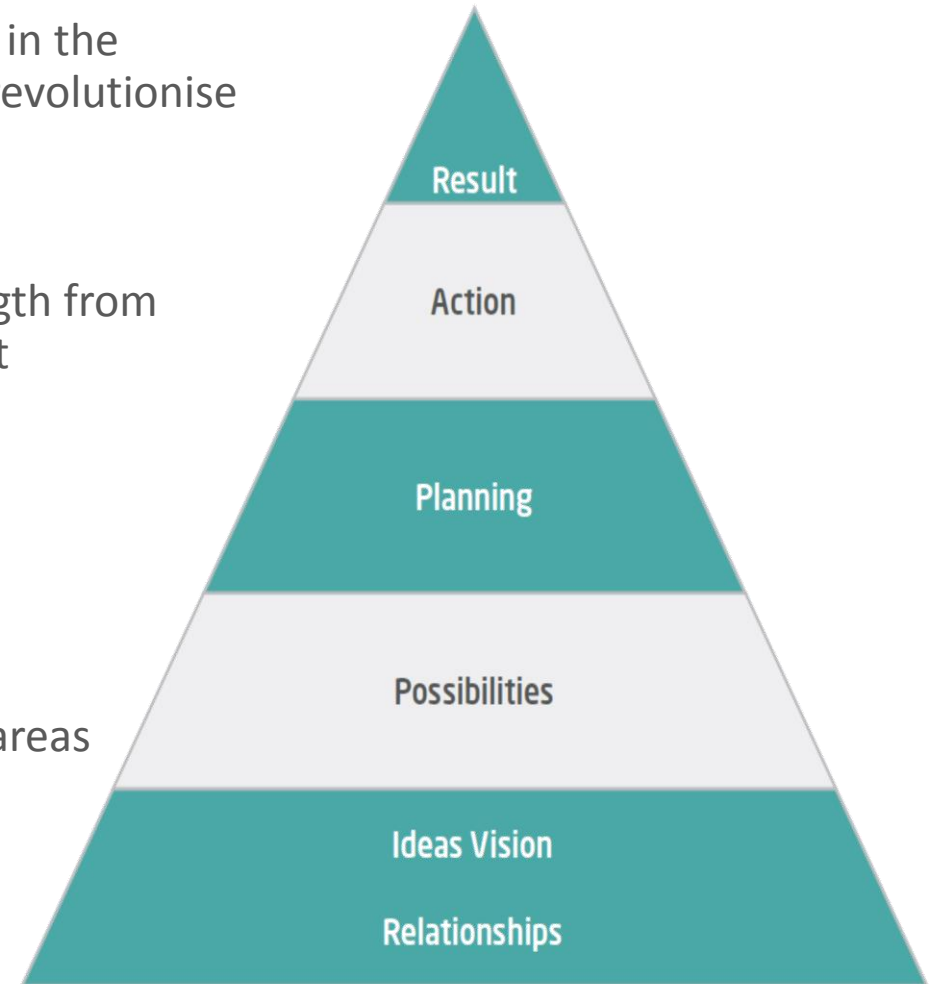 in the
evolutionise
gth from
t
areas
Result
Action
Planning
Possibilities
Ideas Vision
Relationships